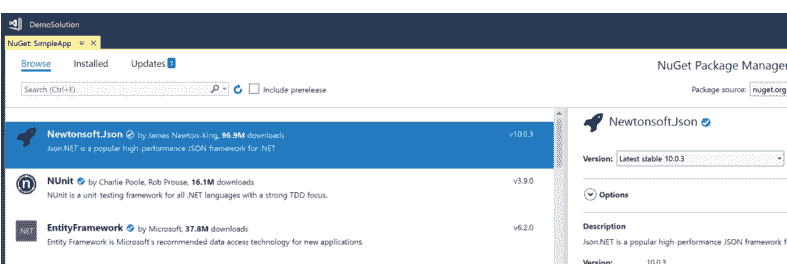 DemoSolution
NuGet: SimpleApp
Browse Installed Updates 1
NuGet Package Manager
Search (Ctrl+E)
Include prerelease
Package source: nuget.org
Newtonsoft.Json by James Newton-King, 96.9M downloads
v10.0.3
Json.NET is a popular high-performance JSON framework for .NET
NUnit by Charlie Poole, Rob Prouse, 16.1M downloads
v3.9.0
NUnit is a unit-testing framework for all .NET languages with a strong TDD focus.
.NET
EntityFramework by Microsoft, 37.8M downloads
v6.2.0
Entity Framework is Microsoft's recommended data access technology for new applications.
Newtonsoft.Json
Version: Latest stable 10.0.3
Options
Description
Json.NET is a popular high-performance JSON framework f
Version: 10.0.3